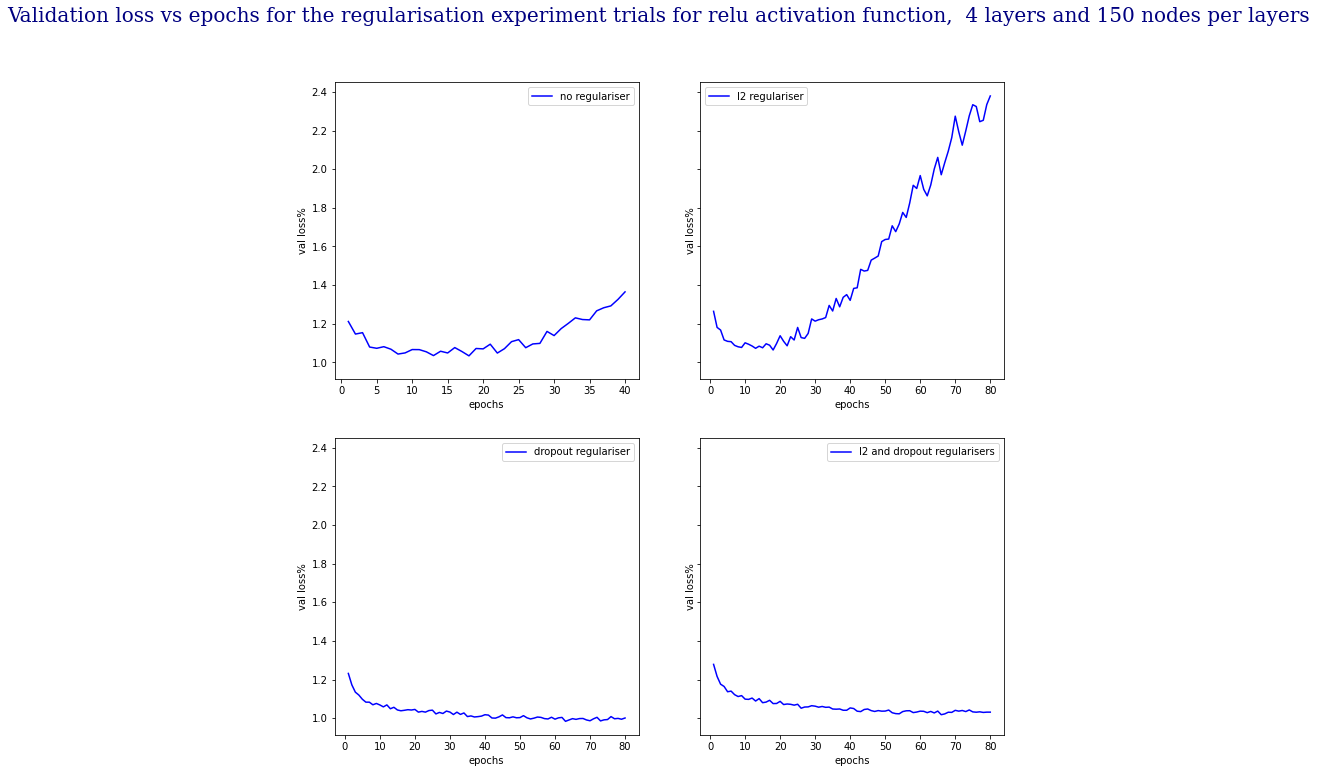 Validation loss vs epochs for the regularisation experiment trials for relu activation function,  4 layers and 150 nodes per layers
no regulariser
2.4
2.2
2.0
1.8
1.6
1.4
1.2
1.0
val loss%
0 5 10 15 20 25 30 35 40
epochs
l2 regulariser
val loss%
0 10 20 30 40 50 60 70 80
epochs
dropout regulariser
2.4
2.2
2.0
1.8
1.6
1.4
1.2
1.0
val loss%
0 10 20 30 40 50 60 70 80
epochs
l2 and dropout regularisers
val loss%
0 10 20 30 40 50 60 70 80
epochs